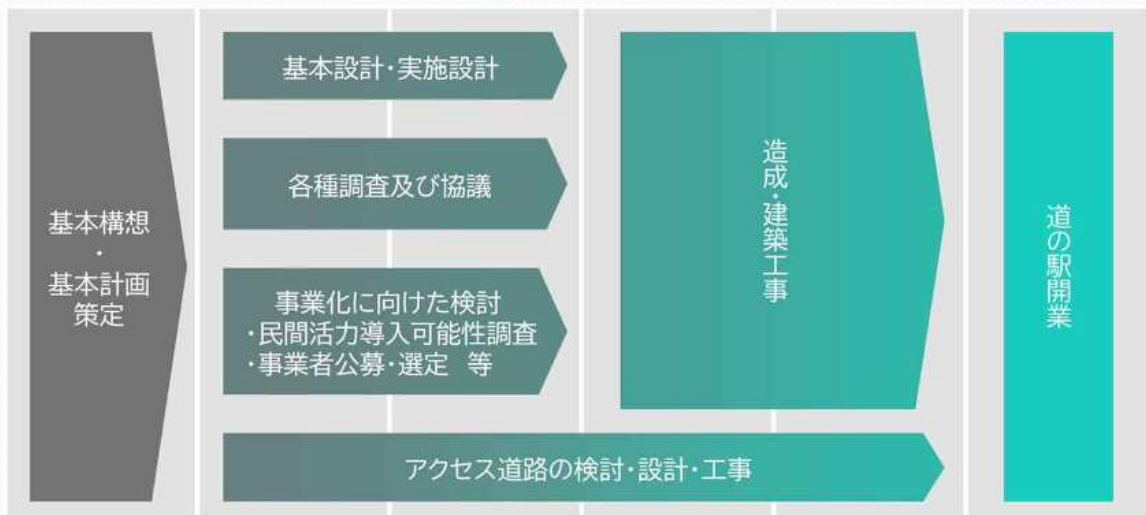 基本構想
・
基本計画
策定
基本設計・実施設計
各種調査及び協議
事業化に向けた検討
・民間活力導入可能性調査
・事業者公募・選定　等
アクセス道路の検討・設計・工事
造成・建築工事
道の駅開業